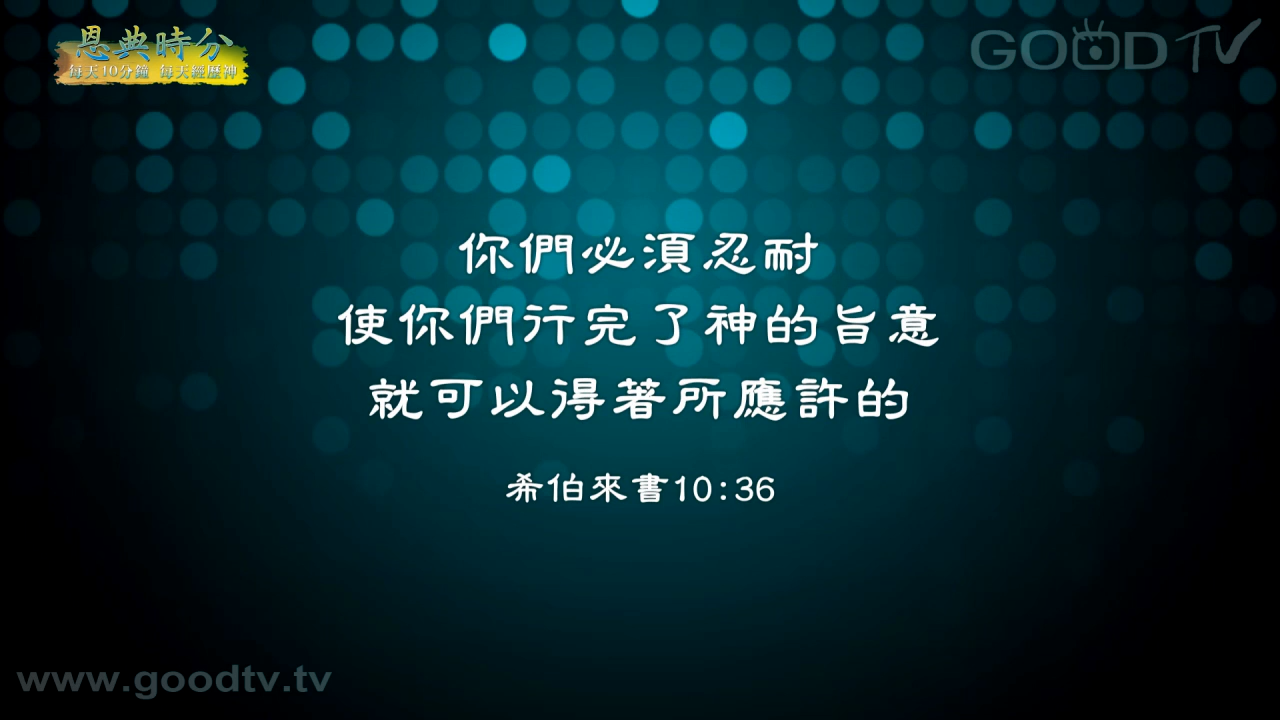 恩典時分
每天10分鐘 每天經歷神
GOOD TV
你們必須忍耐
使你們行完了神的旨意
就可以得著所應許的
希伯來書10:36
www.goodtv.tv